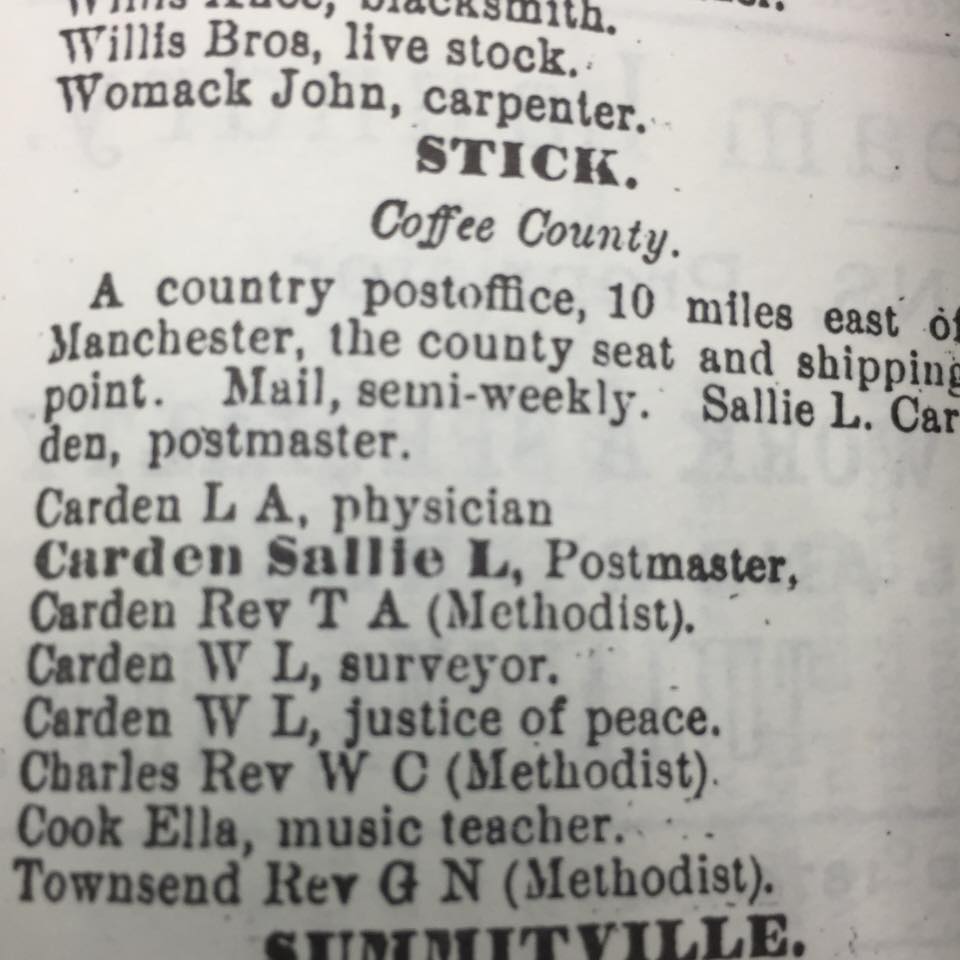 blacksmith.
Willis Bros, live stock.
Womack John, carpenter.
STICK.
Coffee County.
A country postoffice, 10 miles east of
Manchester, the county seat and shipping
point. Mail, semi-weekly. Sallie L. Car
den, postmaster.
Carden L A, physician
Carden Sallie L, Postmaster,
Carden Rev T A (Methodist).
Carden W L, surveyor.
Carden W L, justice of peace.
Charles Rev W C (Methodist).
Cook Ella, music teacher.
Townsend Rev G N (Methodist).
SUMMITVILLE.